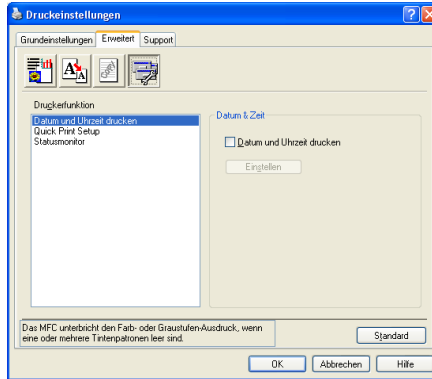 Druckeinstellungen
Grundeinstellungen Erweitert Support
Druckerfunktion
Datum und Uhrzeit drucken
Quick Print Setup
Statusmonitor
Datum & Zeit
Datum und Uhrzeit drucken
Einstellen
Das MFC unterbricht den Farb- oder Graustufen-Ausdruck, wenn
eine oder mehrere Tintenpatronen leer sind.
Standard
OK Abbrechen Hilfe